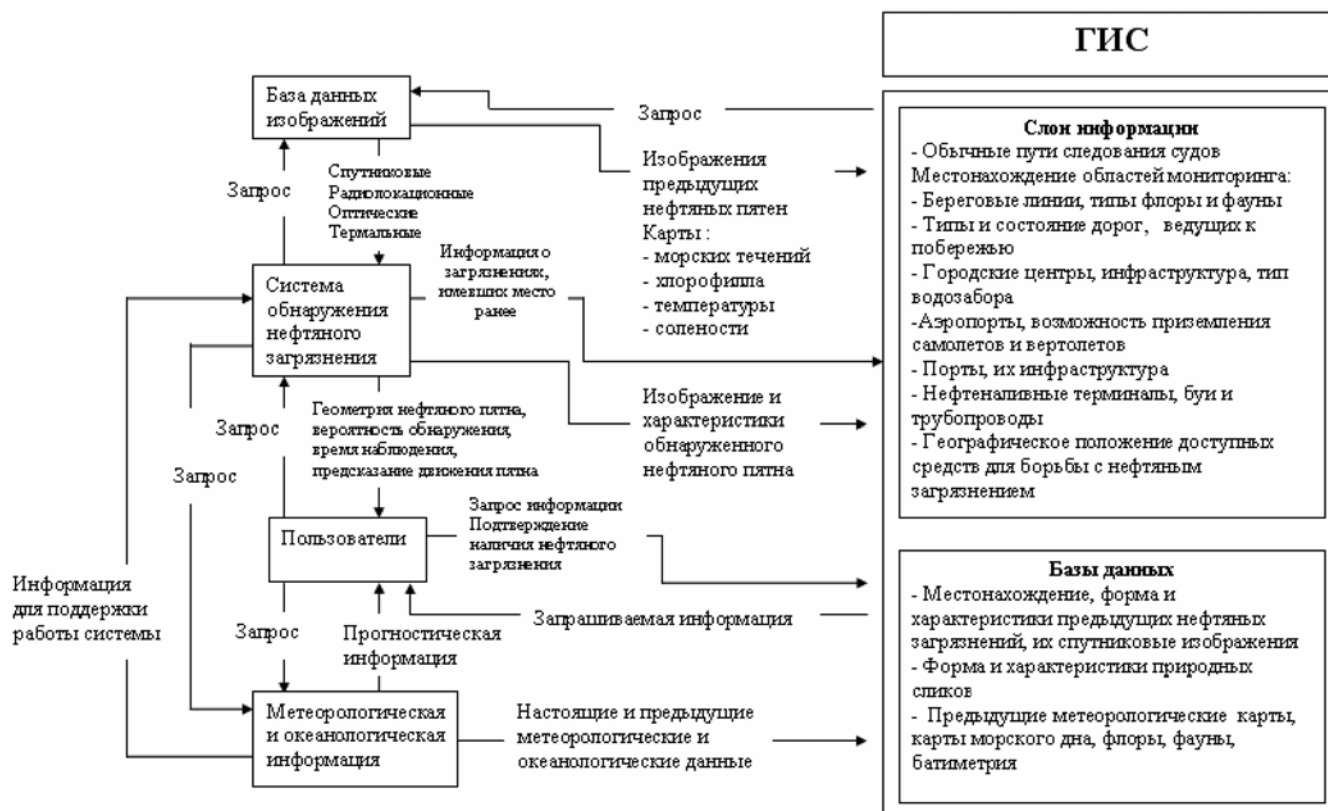 ГИС
База данных
изображений
Запрос
Запрос
Спутниковые
Радиолокационные
Оптические
Термальные
Изображения
предыдущих
нефтяных пятен
Карты :
- морских течений
- хлорофилла
- температуры
- солености
Информация о
загрязнениях,
имевших место
ранее
Система
обнаружения
нефтяного
загрязнения
Запрос
Геометрия нефтяного пятна,
вероятность обнаружения,
время наблюдения,
предсказание движения пятна
Изображение и
характеристики
обнаруженного
нефтяного пятна
Запрос
Пользователи
Запрос информации
Подтверждение
наличия нефтяного
загрязнения
Информация
для поддержки
работы системы
Запрос
Прогностическая
информация
Запрашиваемая информация
Метеорологическая
и океанологическая
информация
Настоящие и предыдущие
метеорологические и
океанологические данные
Слои информации
- Обычные пути следования судов
Местонахождение областей мониторинга:
- Береговые линии, типы флоры и фауны
- Типы и состояние дорог, ведущих к
побережью
- Городские центры, инфраструктура, тип
водозабора
-Аэропорты, возможность приземления
самолетов и вертолетов
- Порты, их инфраструктура
- Нефтеналивные терминалы, буи и
трубопроводы
- Географическое положение доступных
средств для борьбы с нефтяным
загрязнением
Базы данных
- Местонахождение, форма и
характеристики предыдущих нефтяных
загрязнений, их спутниковые изображения
- Форма и характеристики природных
сликов
- Предыдущие метеорологические карты,
карты морского дна, флоры, фауны,
батиметрия